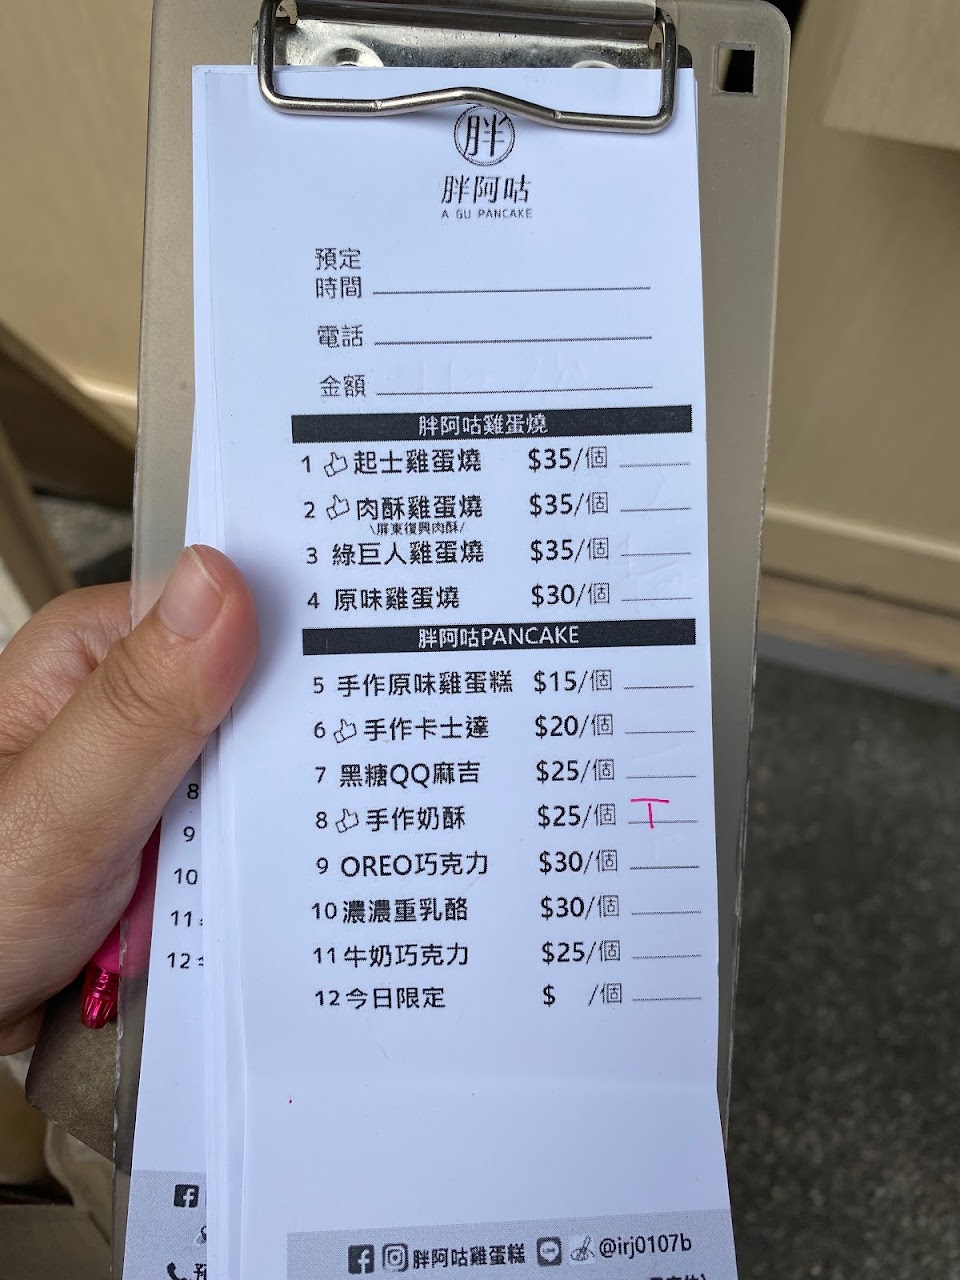 胖
胖阿咕
A GU PANCAKE
預定
時間
電話
金額
胖阿咕雞蛋燒
1 起士雞蛋燒 $35/個
2 肉酥雞蛋燒 $35/個
\屏東復興肉酥/
3 綠巨人雞蛋燒 $35/個
4 原味雞蛋燒 $30/個
胖阿咕PANCAKE
5 手作原味雞蛋糕 $15/個
6 手作卡士達 $20/個
7 黑糖QQ麻吉 $25/個
8 手作奶酥 $25/個 T
9 OREO巧克力 $30/個
10 濃濃重乳酪 $30/個
11 牛奶巧克力 $25/個
12 今日限定 $ /個
胖阿咕雞蛋糕 LINE @irj0107b
8
9
10
11
12
預